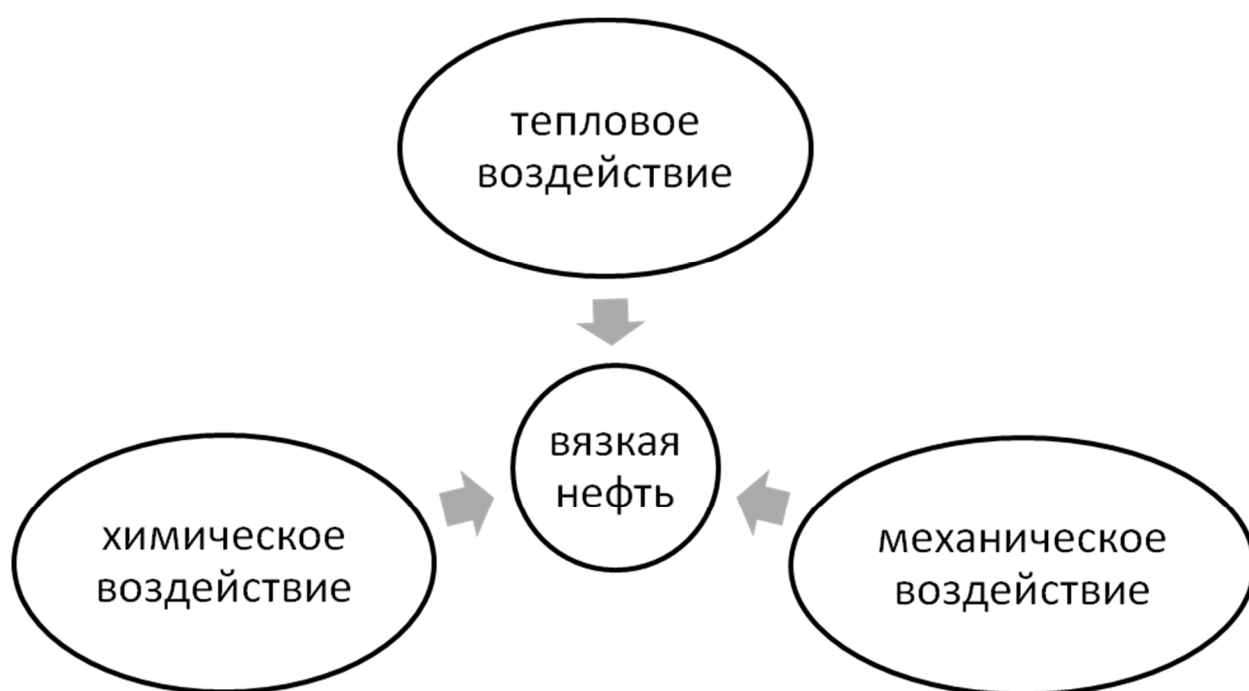 тепловое
воздействие
вязкая
нефть
химическое
воздействие
механическое
воздействие